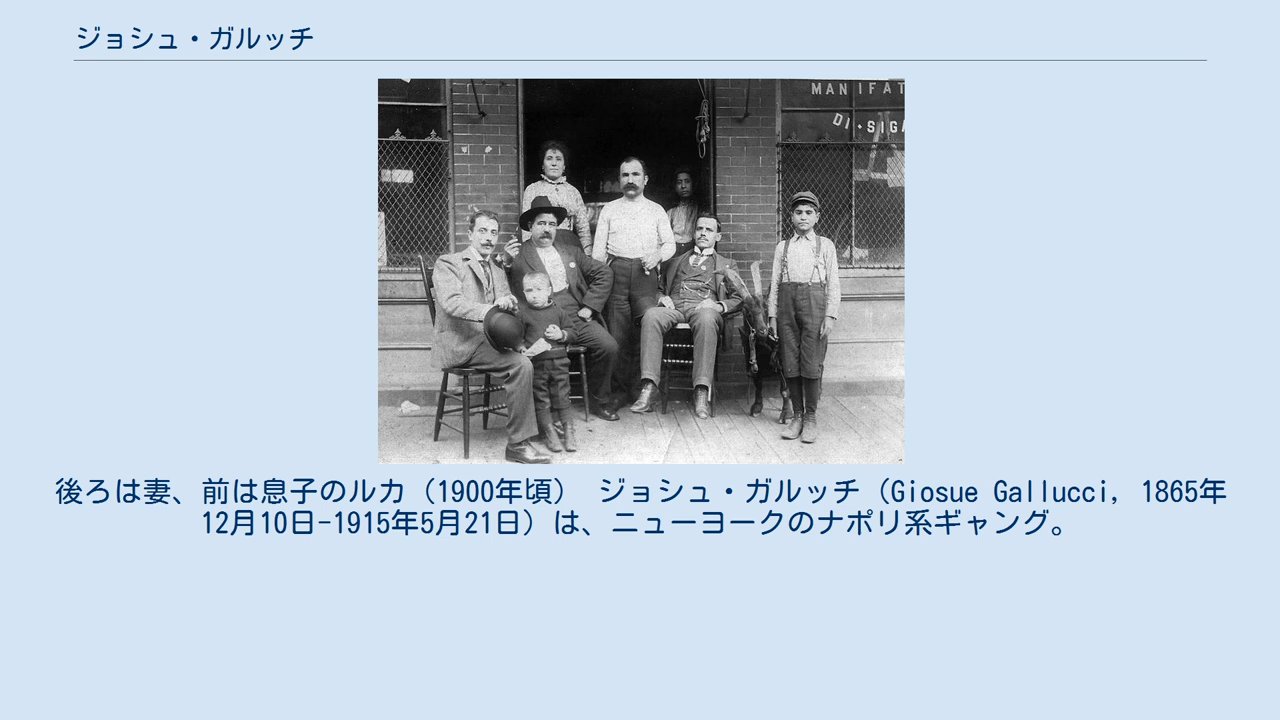 ジョシュ・ガルッチ
MANIFAT
DI·SIGA
後ろは妻、前は息子のルカ（1900年頃） ジョシュ・ガルッチ（Giosue Gallucci, 1865年
12月10日-1915年5月21日）は、ニューヨークのナポリ系ギャング。